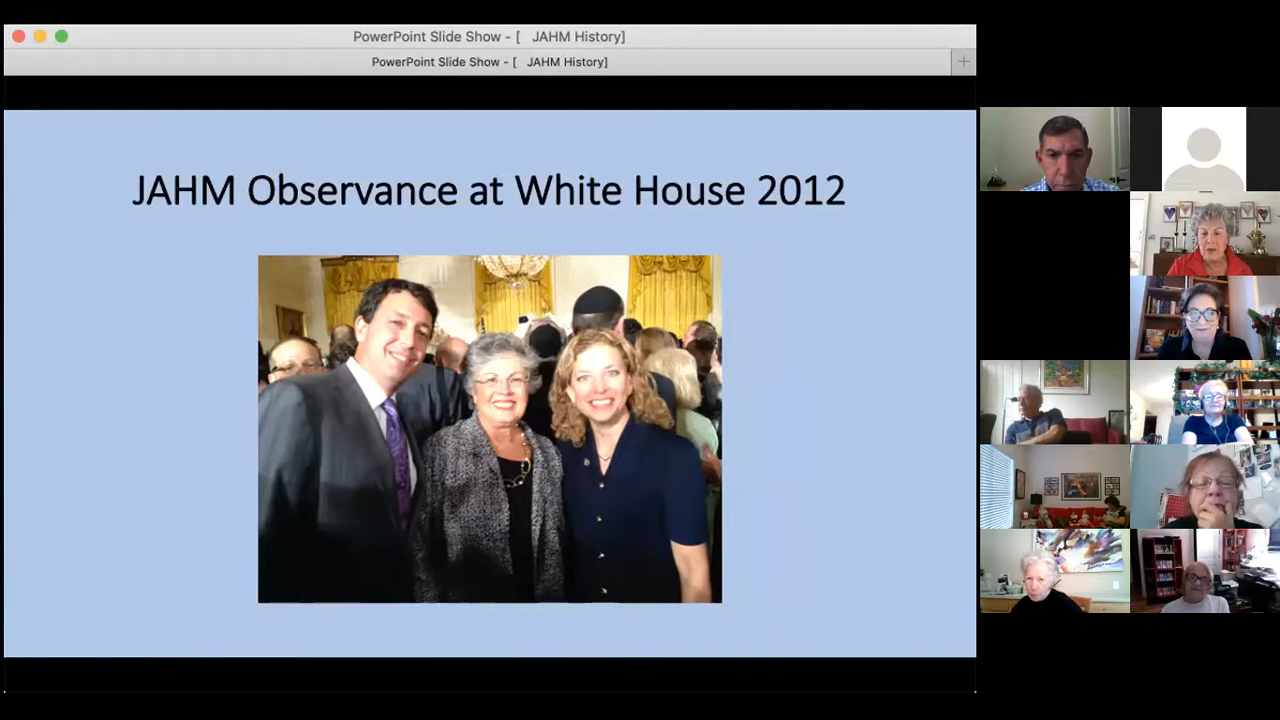 PowerPoint Slide Show - [ JAHM History]
PowerPoint Slide Show - [ JAHM History]
JAHM Observance at White House 2012